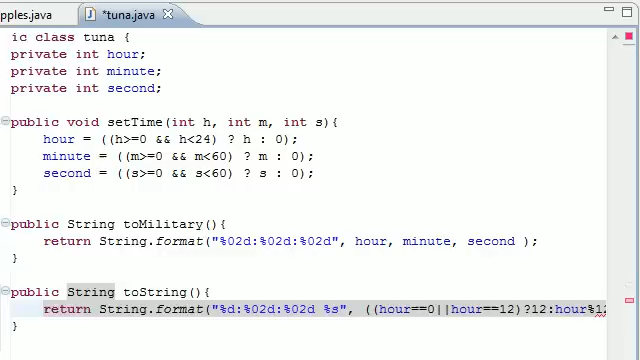 pples.java *tuna.java
ic class tuna {
private int hour;
private int minute;
private int second;
public void setTime(int h, int m, int s){
hour = ((h>=0 && h<24) ? h : 0);
minute = ((m>=0 && m<60) ? m : 0);
second = ((s>=0 && s<60) ? s : 0);
}
public String toMilitary(){
return String.format("%02d:%02d:%02d", hour, minute, second );
}
public String toString(){
return String.format("%d:%02d:%02d %s", ((hour==0||hour==12)?12:hour%12
}